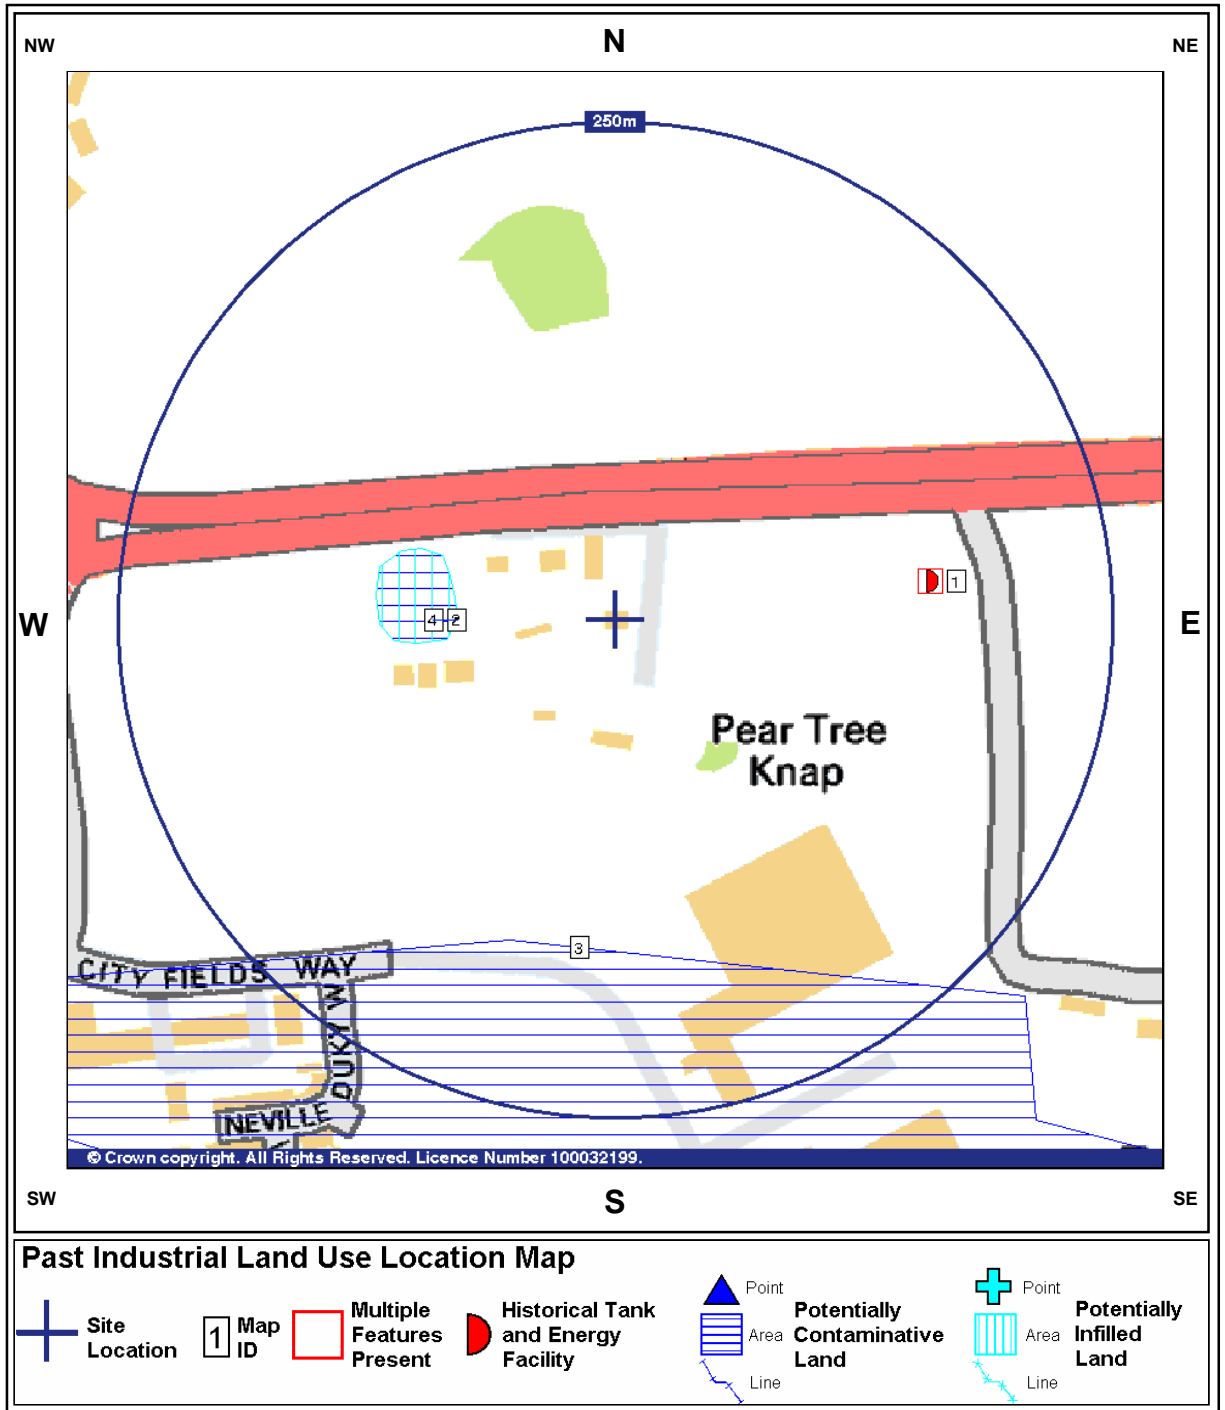 NW
N
NE
250m
W
E
1
4
2
Pear Tree
Knap
3
CITY FIELDS WAY
DUKY W
NEVILLE
© Crown copyright. All Rights Reserved. Licence Number 100032199.
SW
S
SE
Past Industrial Land Use Location Map
Site
Location
1
Map
ID
Multiple
Features
Present
Historical Tank
and Energy
Facility
Point
Area
Line
Potentially
Contaminative
Land
Point
Area
Line
Potentially
Infilled
Land